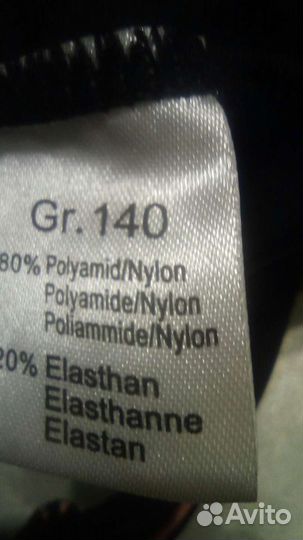 Gr. 140
80% Polyamid/Nylon
Polyamide/Nylon
Poliammide/Nylon
20% Elasthan
Elasthanne
Elastan
Avito